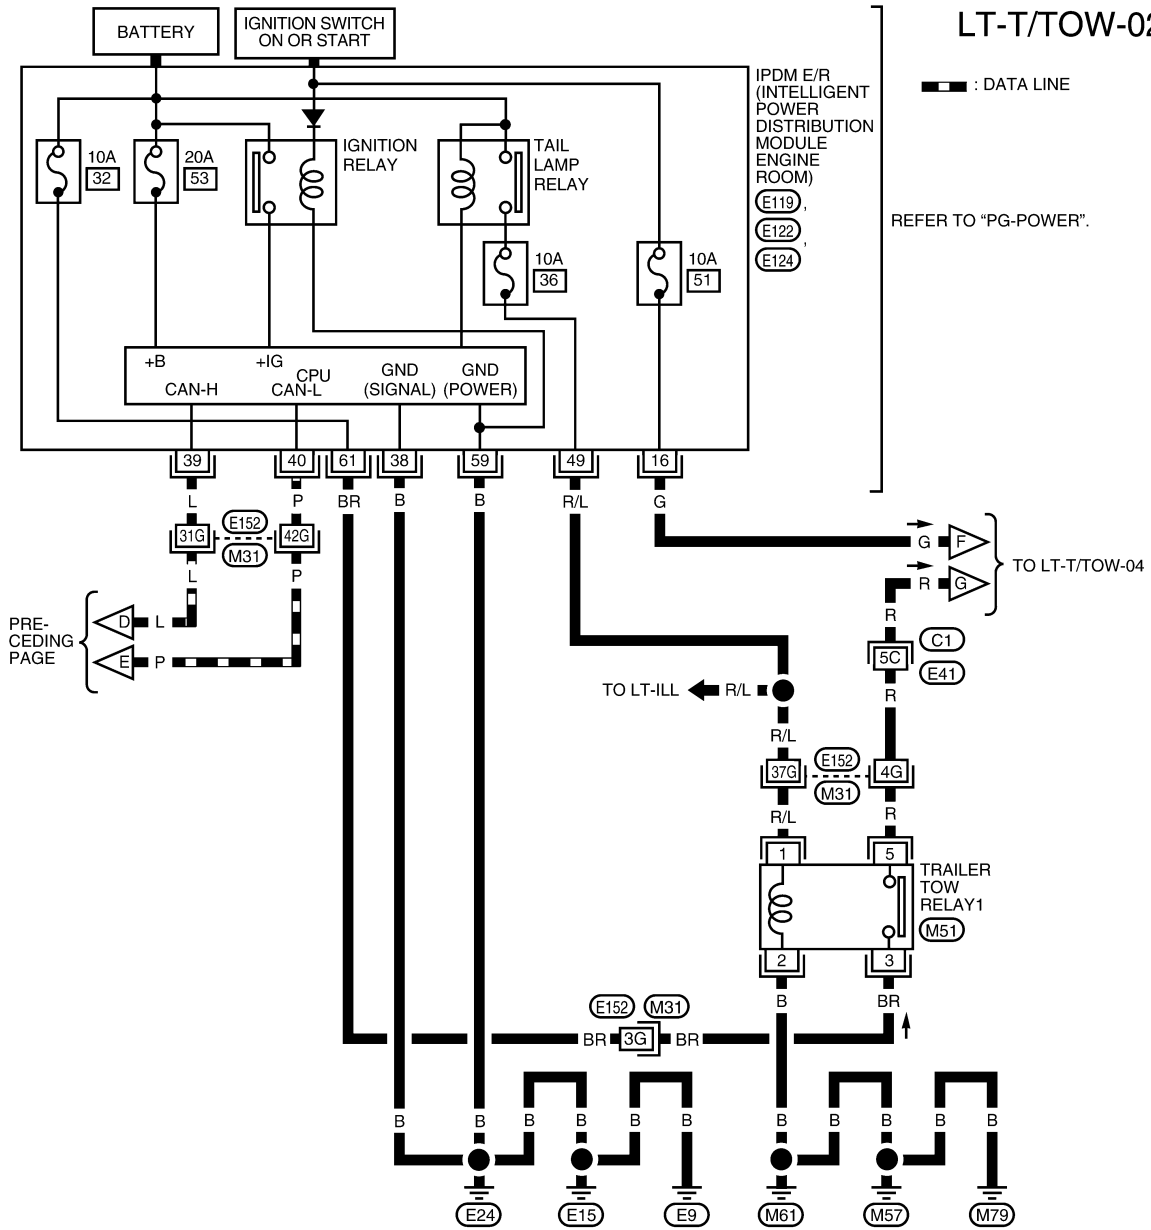 BATTERY
IGNITION SWITCH
ON OR START
LT-T/TOW-02
: DATA LINE
IPDM E/R
(INTELLIGENT
POWER
DISTRIBUTION
MODULE
ENGINE
ROOM)
E119 ,
E122 ,
E124
REFER TO “PG-POWER”.
10A
32
20A
53
IGNITION
RELAY
TAIL
LAMP
RELAY
10A
36
10A
51
+B
+IG
CPU
CAN-H
CAN-L
GND
(SIGNAL)
GND
(POWER)
39
40
61
38
59
49
16
L
P
BR
B
B
R/L
G
31G
E152
M31
42G
L
P
G
F
R
G
TO LT-T/TOW-04
PRE-
CEDING
PAGE
D
L
E
P
R
5C
C1
E41
R
TO LT-ILL
R/L
R/L
37G
E152
M31
4G
R/L
R
1
5
TRAILER
TOW
RELAY1
M51
2
3
B
BR
E152
M31
BR
3G
BR
B
B
B
B
B
B
B
B
B
B
B
E24
E15
E9
M61
M57
M79